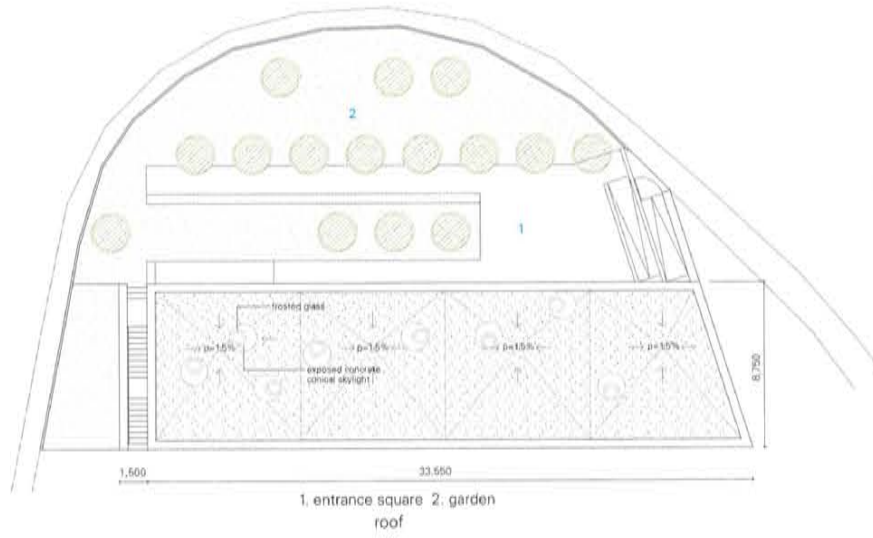 2
1
frosted glass
p=1.5% p=1.5% p=1.5% p=1.5%
exposed concrete
conical skylight
8,750
1,500 33.550
1. entrance square 2. garden
roof